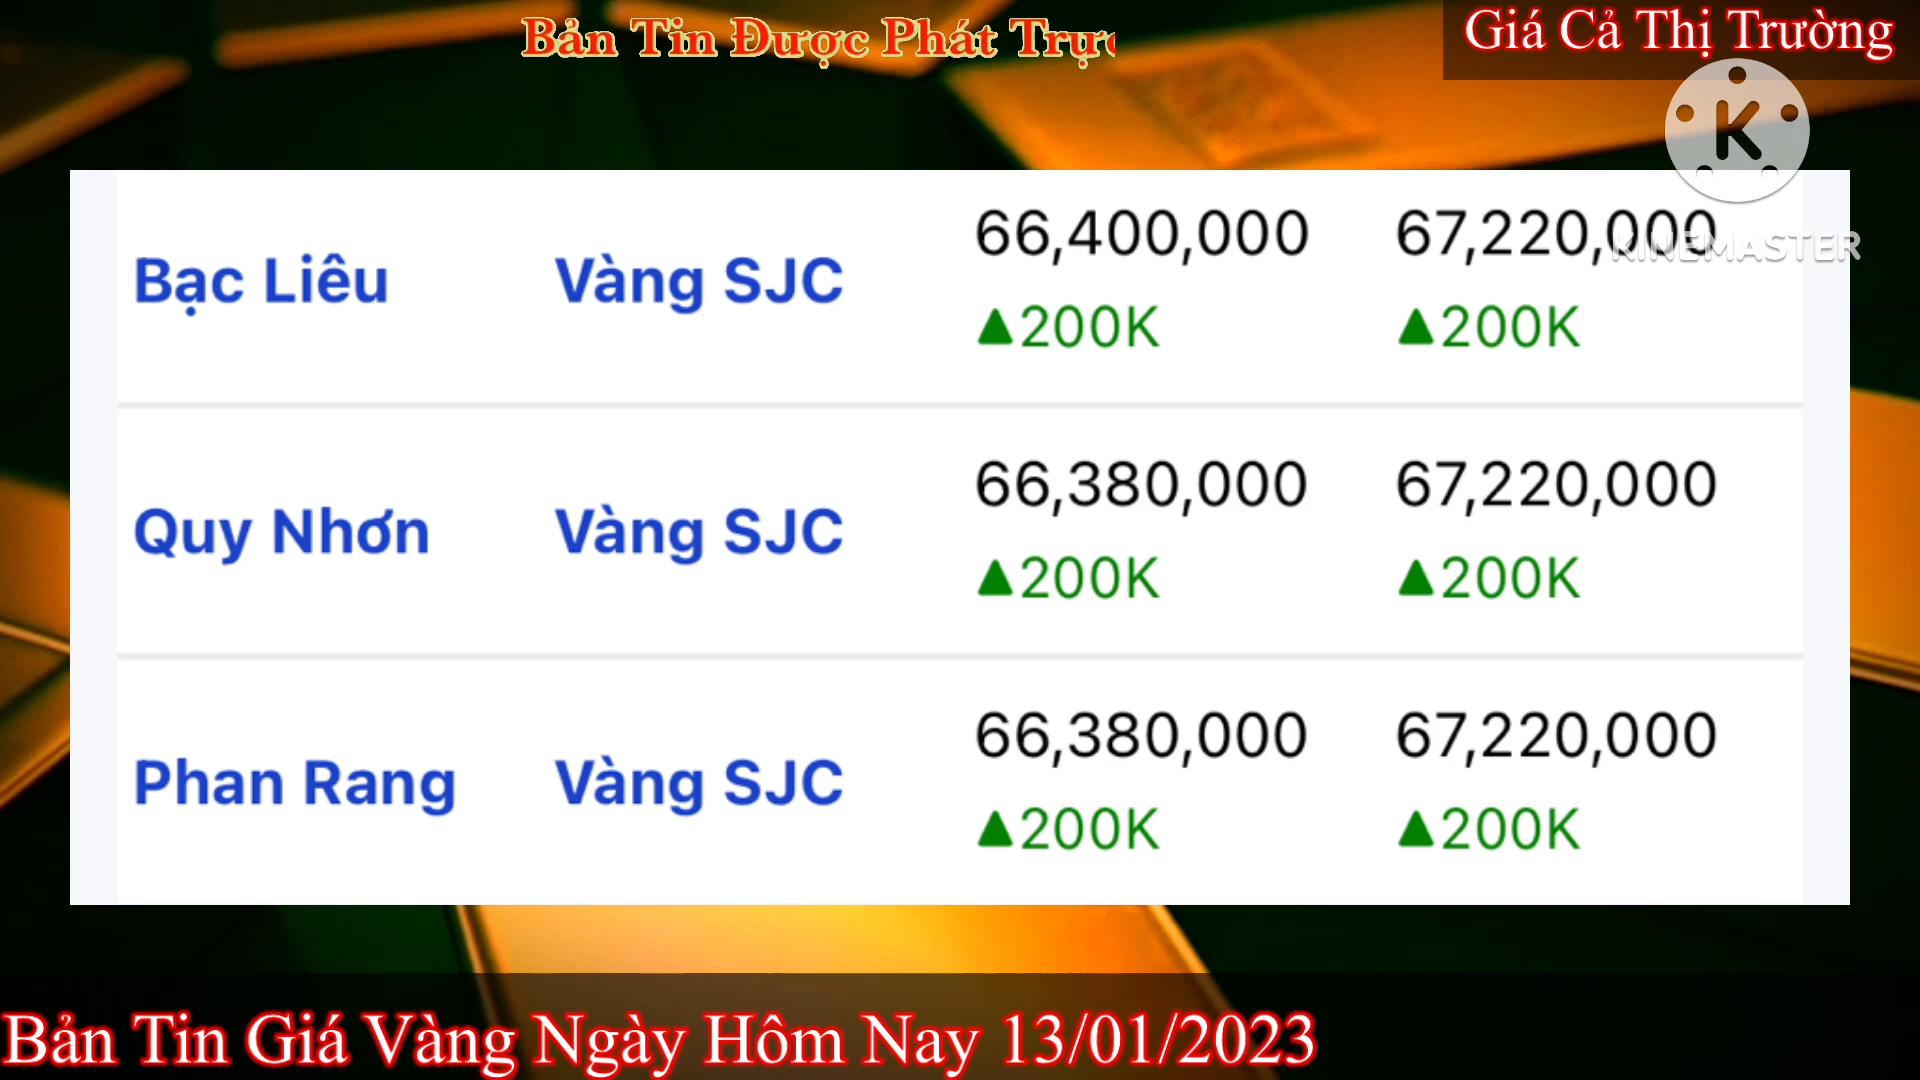 Bản Tin Được Phát Trực
Giá Cả Thị Trường
K
KINEMASTER
Bạc Liêu Vàng SJC 66,400,000 67,220,000
▲200K ▲200K
Quy Nhơn Vàng SJC 66,380,000 67,220,000
▲200K ▲200K
Phan Rang Vàng SJC 66,380,000 67,220,000
▲200K ▲200K
Bản Tin Giá Vàng Ngày Hôm Nay 13/01/2023